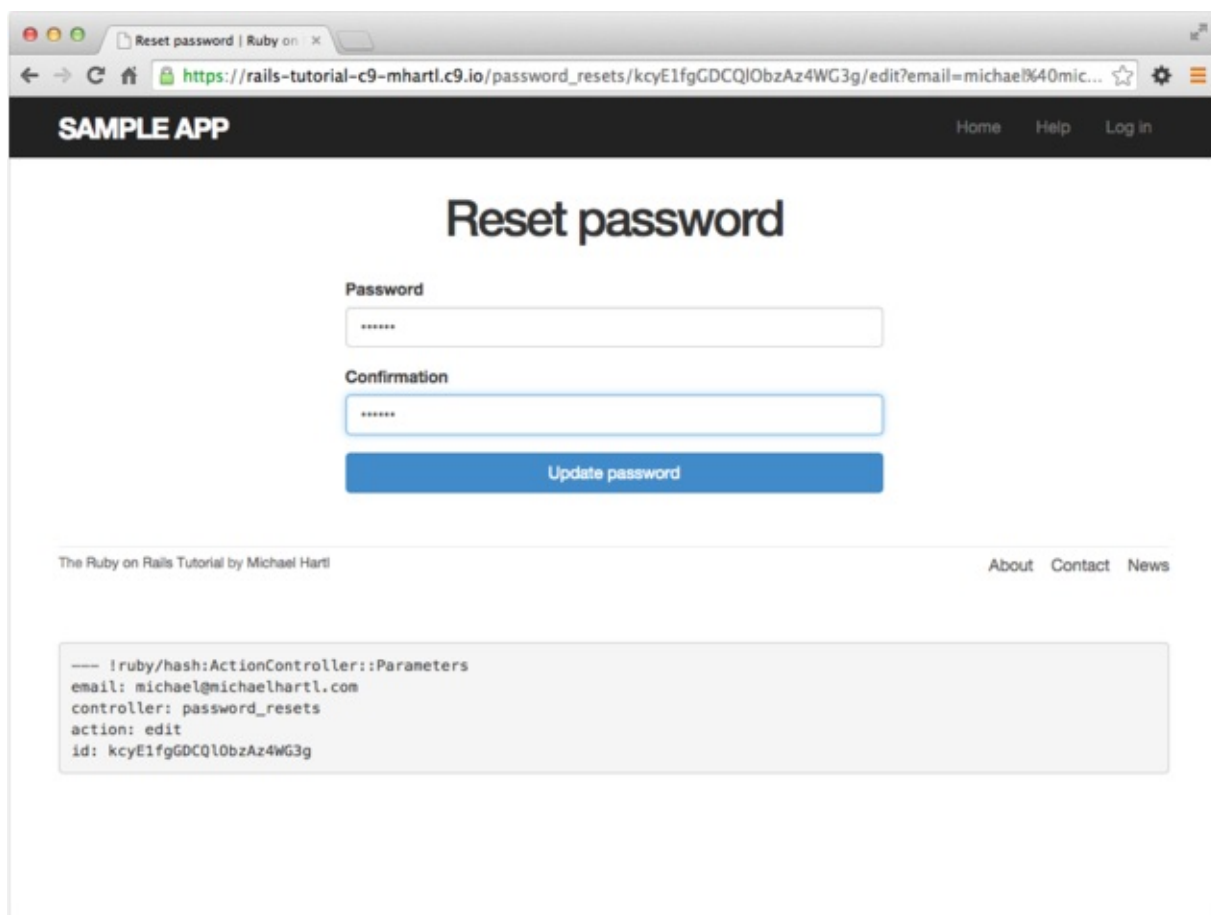 Reset password | Ruby on
https://rails-tutorial-c9-mhartl.c9.io/password_resets/kcyE1fgGDCQlObzAz4WG3g/edit?email=michael%40mic...
SAMPLE APP Home Help Log in
Reset password
Password
••••••
Confirmation
••••••
Update password
The Ruby on Rails Tutorial by Michael Hartl About Contact News
--- !ruby/hash:ActionController::Parameters
email: michael@michaelhartl.com
controller: password_resets
action: edit
id: kcyE1fgGDCQlObzAz4WG3g